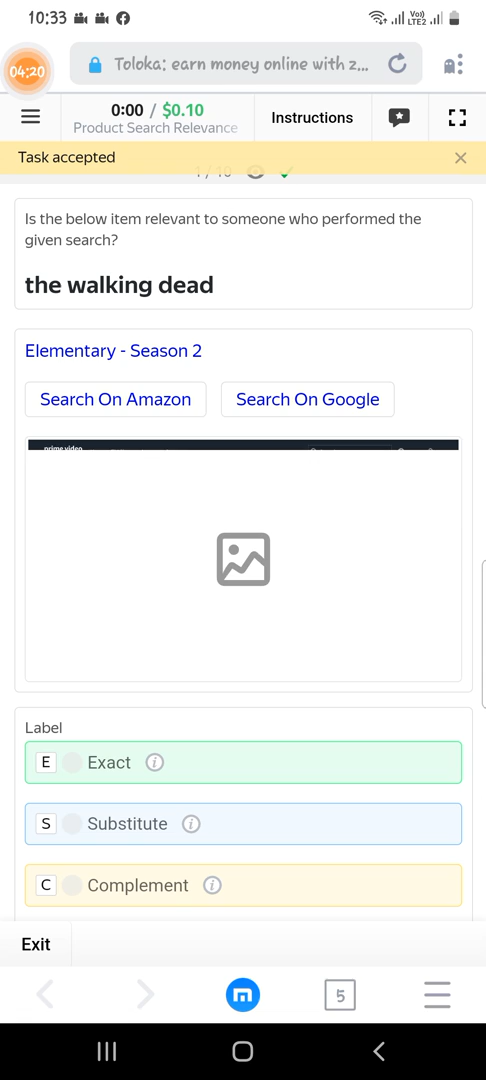 10:33
Vo)
LTE2
04:20
Toloka: earn money online with z...
0:00 / $0.10
Product Search Relevance
Instructions
Task accepted
1 / 10
Is the below item relevant to someone who performed the
given search?
the walking dead
Elementary - Season 2
Search On Amazon
Search On Google
prime video
Label
E Exact
S Substitute
C Complement
Exit
5